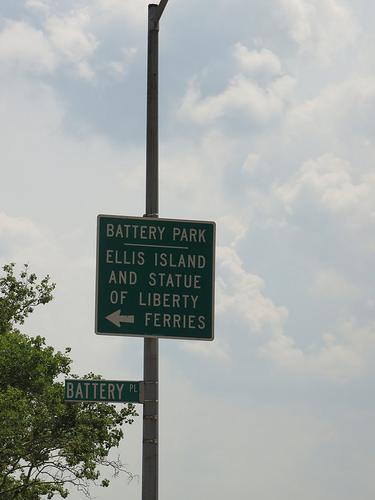 BATTERY PARK
ELLIS ISLAND
AND STATUE
OF LIBERTY
FERRIES
BATTERY PL